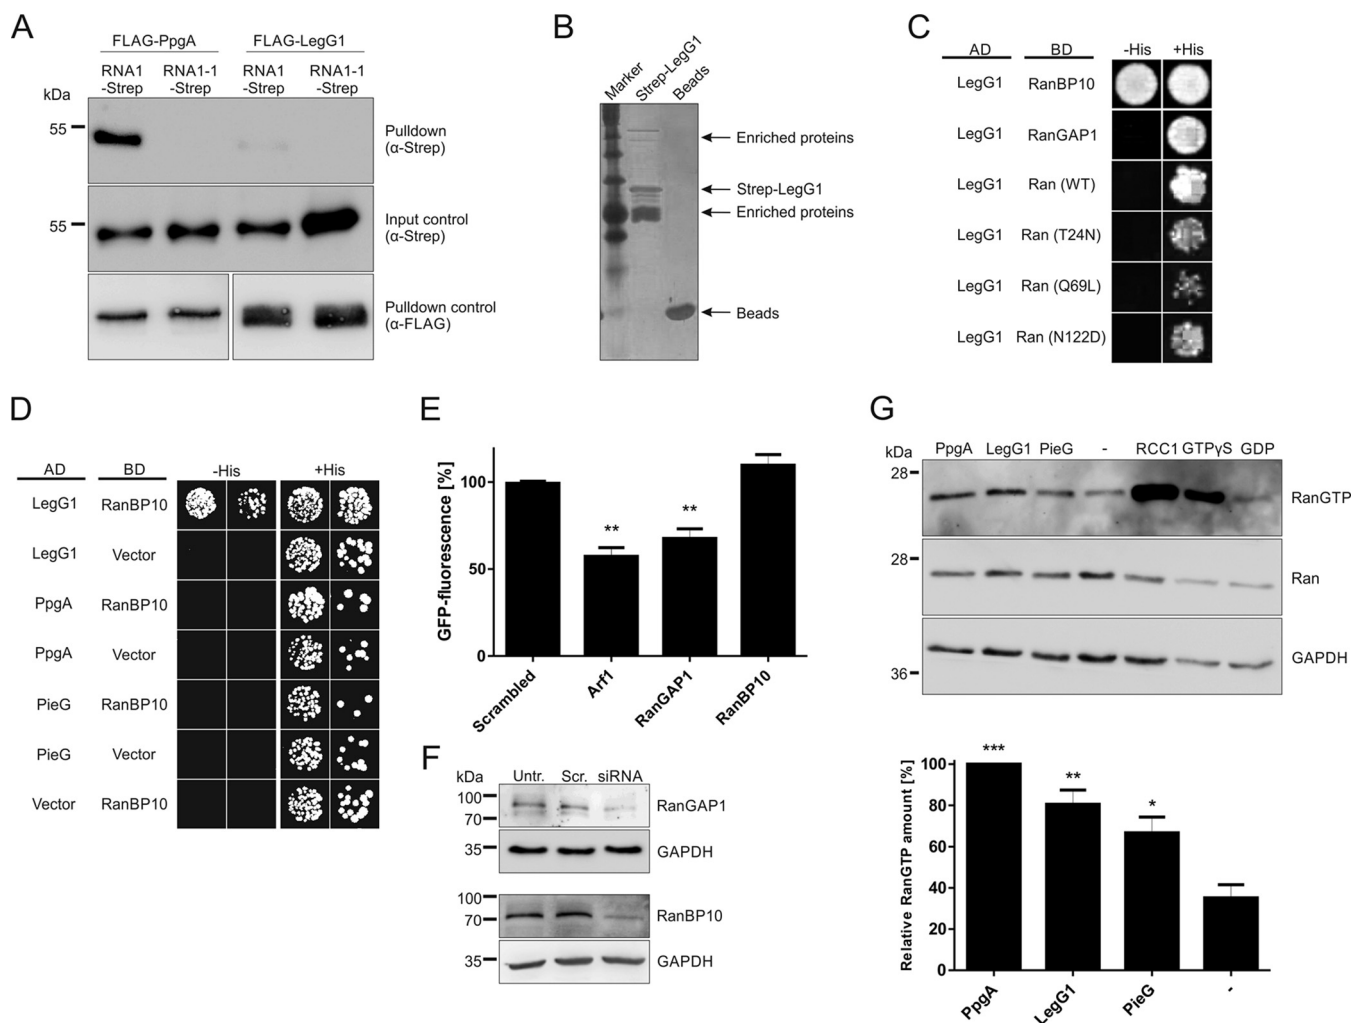 A
FLAG-PpgA FLAG-LegG1
RNA1 RNA1-1 RNA1 RNA1-1
-Strep -Strep -Strep -Strep
kDa
55
Pulldown
(α-Strep)
55
Input control
(α-Strep)
Pulldown control
(α-FLAG)
B
Marker
Strep-LegG1
Beads
Enriched proteins
Strep-LegG1
Enriched proteins
Beads
C
AD BD -His +His
LegG1 RanBP10
LegG1 RanGAP1
LegG1 Ran (WT)
LegG1 Ran (T24N)
LegG1 Ran (Q69L)
LegG1 Ran (N122D)
D
AD BD -His +His
LegG1 RanBP10
LegG1 Vector
PpgA RanBP10
PpgA Vector
PieG RanBP10
PieG Vector
Vector RanBP10
E
GFP-fluorescence [%]
100
50
0
** **
Scrambled
Arf1
RanGAP1
RanBP10
F
kDa Untr. Scr. siRNA
100
70
RanGAP1
35 GAPDH
100
70
RanBP10
35 GAPDH
G
kDa PpgA LegG1 PieG - RCC1 GTPγS GDP
28
RanGTP
28
Ran
GAPDH
36
Relative RanGTP amount [%]
100
80
60
40
20
0
*** ** *
PpgA
LegG1
PieG
-